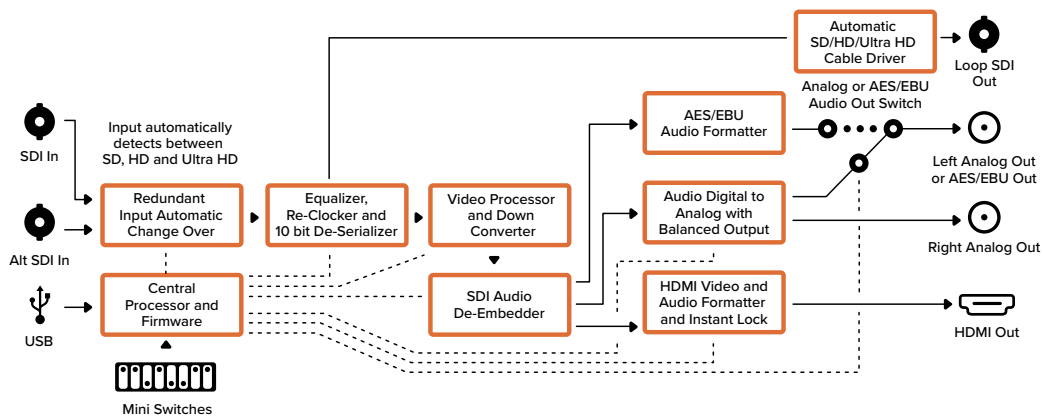 Automatic
SD/HD/Ultra HD
Cable Driver
Loop SDI
Out
Analog or AES/EBU
Audio Out Switch
SDI In
Input automatically
detects between
SD, HD and Ultra HD
AES/EBU
Audio Formatter
Left Analog Out
or AES/EBU Out
Alt SDI In
Redundant
Input Automatic
Change Over
Equalizer,
Re-Clocker and
10 bit De-Serializer
Video Processor
and Down
Converter
Audio Digital to
Analog with
Balanced Output
Right Analog Out
USB
Central
Processor and
Firmware
SDI Audio
De-Embedder
HDMI Video and
Audio Formatter
and Instant Lock
HDMI Out
Mini Switches